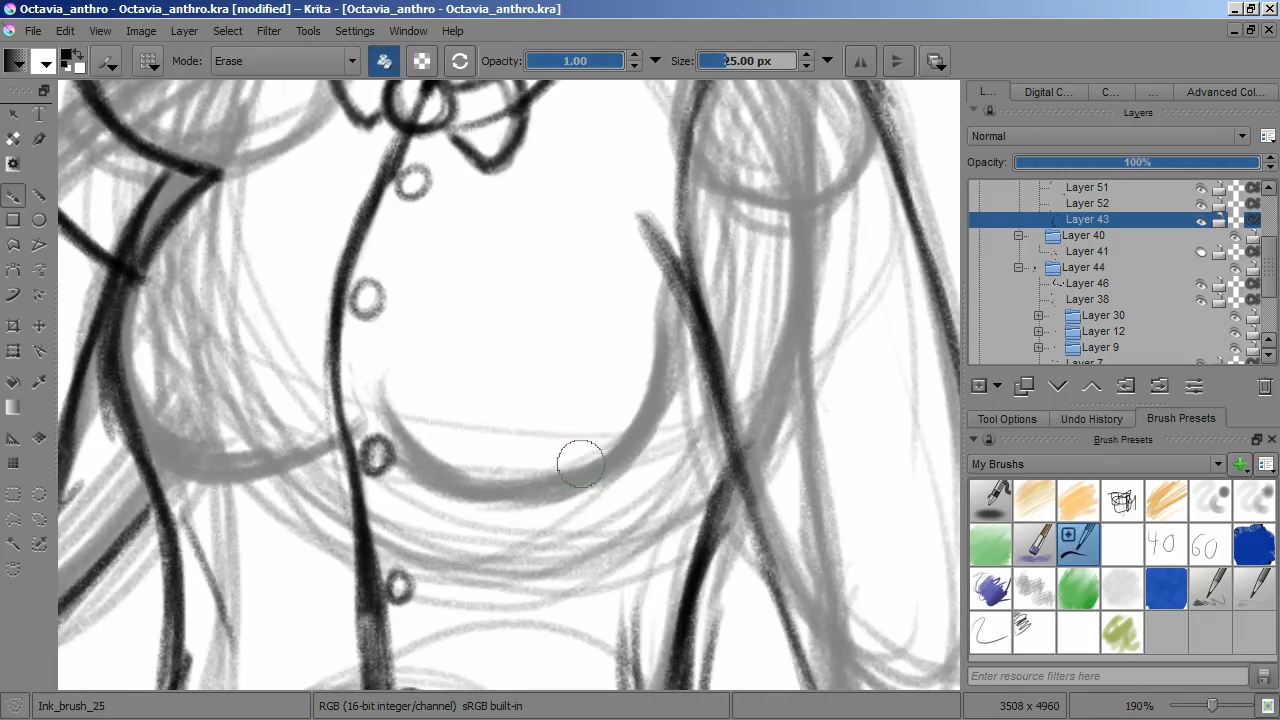 Octavia_anthro - Octavia_anthro.kra [modified] – Krita - [Octavia_anthro - Octavia_anthro.kra]
File Edit View Image Layer Select Filter Tools Settings Window Help
Mode: Erase Opacity: 1.00 Size: 25.00 px
L... Digital C... C... ... Advanced Col...
Layers
Normal
Opacity: 100%
Layer 51
Layer 52
Layer 43
Layer 40
Layer 41
Layer 44
Layer 46
Layer 38
Layer 30
Layer 12
Layer 9
Layer 7
Tool Options Undo History Brush Presets
Brush Presets
My Brushes
40 60
Enter resource filters here
Ink_brush_25 RGB (16-bit integer/channel) sRGB built-in 3508 x 4960 190%